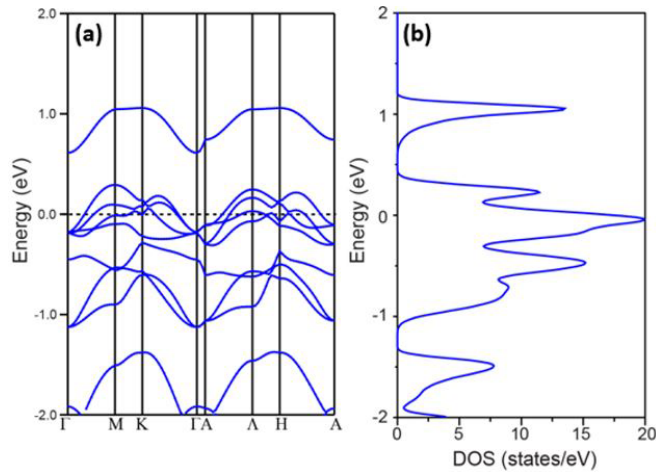 (a)
2.0
1.0
0.0
-1.0
-2.0
Energy (eV)
Γ M K Γ A Λ H A
(b)
2
1
0
-1
-2
Energy (eV)
0 5 10 15 20
DOS (states/eV)